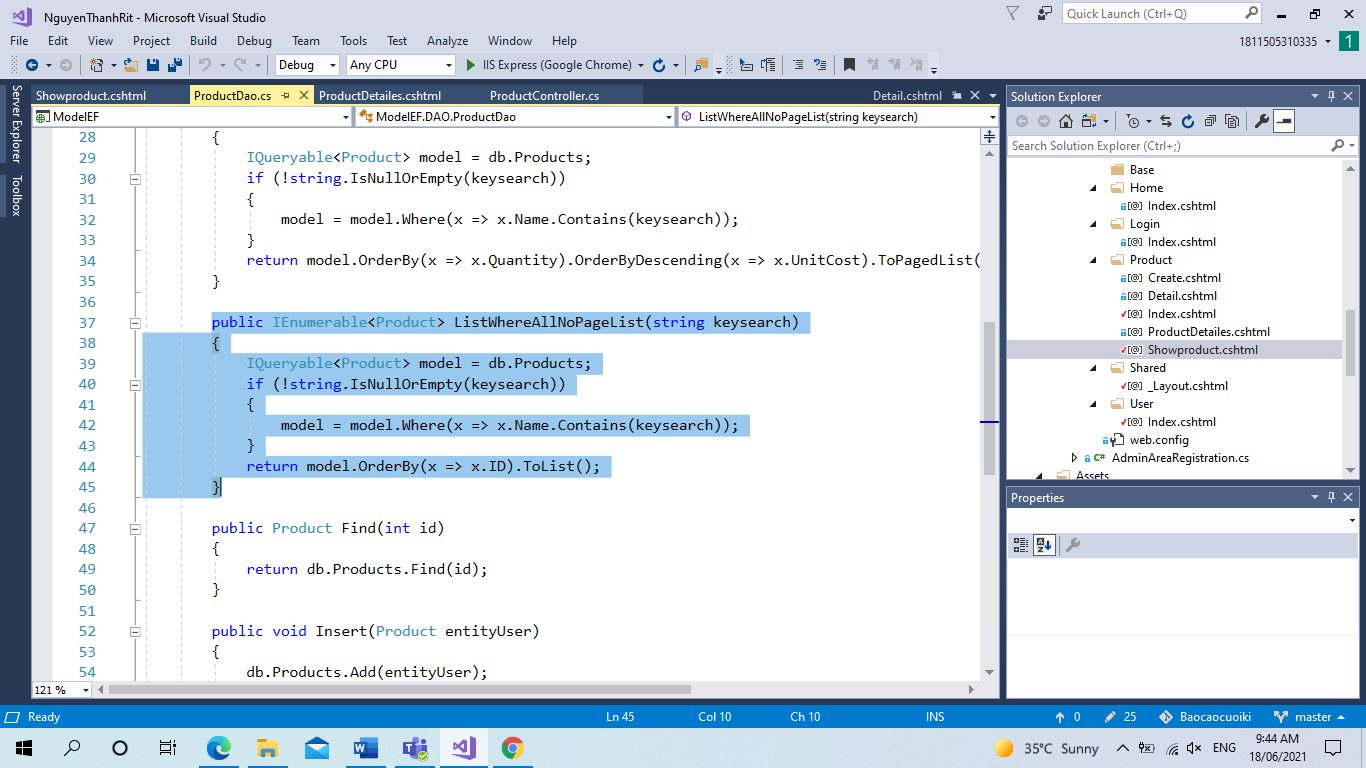 NguyenThanhRit - Microsoft Visual Studio
Quick Launch (Ctrl+Q)
File Edit View Project Build Debug Team Tools Test Analyze Window Help
1811505310335
1
Debug Any CPU IIS Express (Google Chrome)
Server Explorer
Toolbox
Showproduct.cshtml ProductDao.cs ProductDetailes.cshtml ProductController.cs Detail.cshtml
ModelEF ModelEF.DAO.ProductDao ListWhereAllNoPageList(string keysearch)
28 {
29 IQueryable<Product> model = db.Products;
30 if (!string.IsNullOrEmpty(keysearch))
31 {
32 model = model.Where(x => x.Name.Contains(keysearch));
33 }
34 return model.OrderBy(x => x.Quantity).OrderByDescending(x => x.UnitCost).ToPagedList(
35 }
36
37 public IEnumerable<Product> ListWhereAllNoPageList(string keysearch)
38 {
39 IQueryable<Product> model = db.Products;
40 if (!string.IsNullOrEmpty(keysearch))
41 {
42 model = model.Where(x => x.Name.Contains(keysearch));
43 }
44 return model.OrderBy(x => x.ID).ToList();
45 }
46
47 public Product Find(int id)
48 {
49 return db.Products.Find(id);
50 }
51
52 public void Insert(Product entityUser)
53 {
54 db.Products.Add(entityUser);
121 %
Solution Explorer
Search Solution Explorer (Ctrl+;)
Base
Home
Index.cshtml
Login
Index.cshtml
Product
Create.cshtml
Detail.cshtml
Index.cshtml
ProductDetailes.cshtml
Showproduct.cshtml
Shared
_Layout.cshtml
User
Index.cshtml
web.config
C# AdminAreaRegistration.cs
Assets
Properties
Ready Ln 45 Col 10 Ch 10 INS 0 25 Baocaocuoiki master
35°C Sunny ENG
9:44 AM
18/06/2021